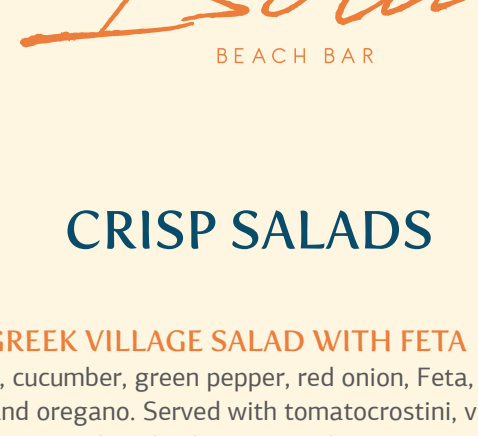 BEACH BAR
CRISP SALADS
GREEK VILLAGE SALAD WITH FETA
, cucumber, green pepper, red onion, Feta,
and oregano. Served with tomatocrostini, v